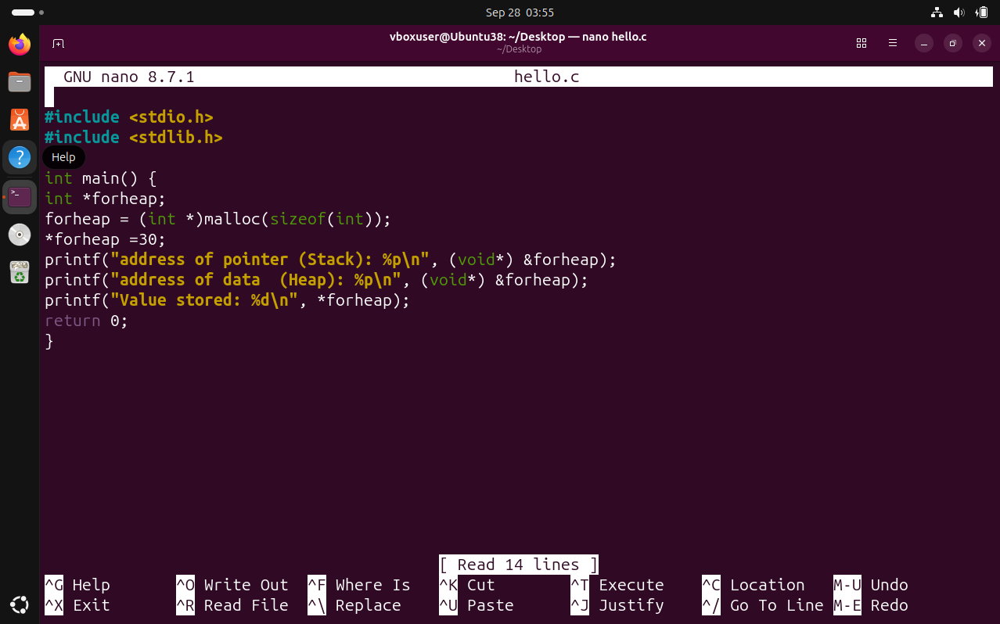 Sep 28 03:55
vboxuser@Ubuntu38: ~/Desktop — nano hello.c
~/Desktop
GNU nano 8.7.1 hello.c
#include <stdio.h>
#include <stdlib.h>
Help
int main() {
int *forheap;
forheap = (int *)malloc(sizeof(int));
*forheap =30;
printf("address of pointer (Stack): %p\n", (void*) &forheap);
printf("address of data  (Heap): %p\n", (void*) &forheap);
printf("Value stored: %d\n", *forheap);
return 0;
}
[ Read 14 lines ]
^G Help ^O Write Out ^F Where Is ^K Cut ^T Execute ^C Location M-U Undo
^X Exit ^R Read File ^\ Replace ^U Paste ^J Justify ^/ Go To Line M-E Redo